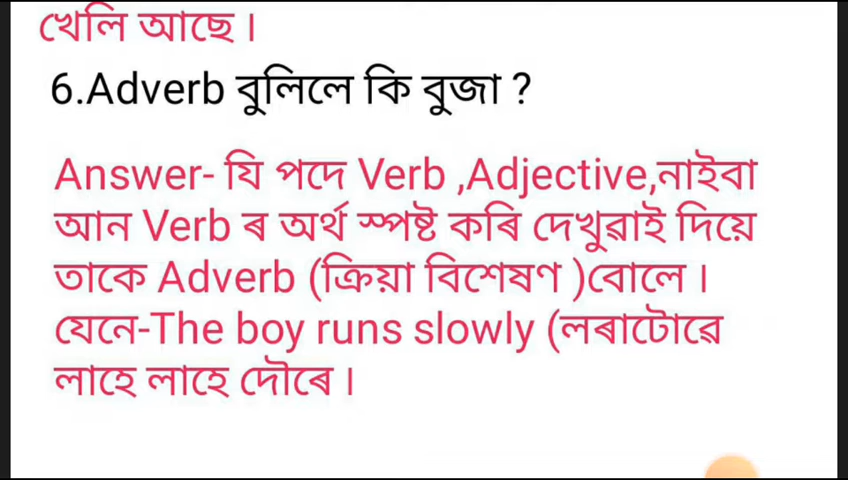 খেলি আছে।
6.Adverb বুলিলে কি বুজা ?
Answer- যি পদে Verb ,Adjective,নাইবা
আন Verb ৰ অৰ্থ স্পষ্ট কৰি দেখুৱাই দিয়ে
তাকে Adverb (ক্ৰিয়া বিশেষণ )বোলে।
যেনে-The boy runs slowly (লৰাটোৱে
লাহে লাহে দৌৰে।